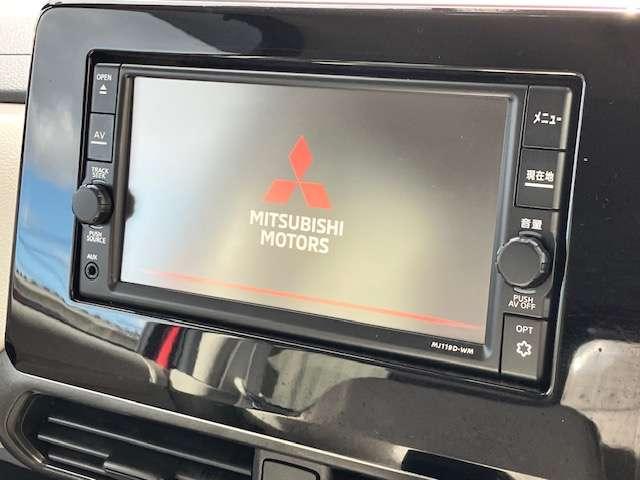 OPEN
AV
TRACK
SEEK
PUSH
SOURCE
AUX
MITSUBISHI
MOTORS
メニュー
現在地
音量
PUSH
AV OFF
OPT
MJ119D-WM